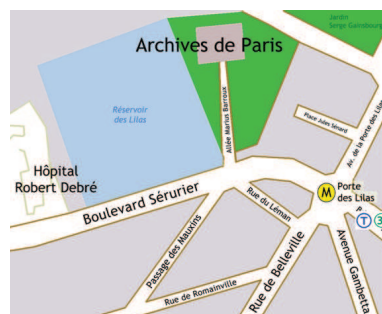 Jardin
Serge Gainsbourg
Archives de Paris
Réservoir
des Lilas
Allée Marius Barroux
Place Jules Sénard
Av. de la Porte des Lilas
Hôpital
Robert Debré
Boulevard Sérurier
Rue du Léman
M
Porte
des Lilas
T
3
Passage des Mauxins
Rue de Romainville
Rue de Belleville
Avenue Gambetta